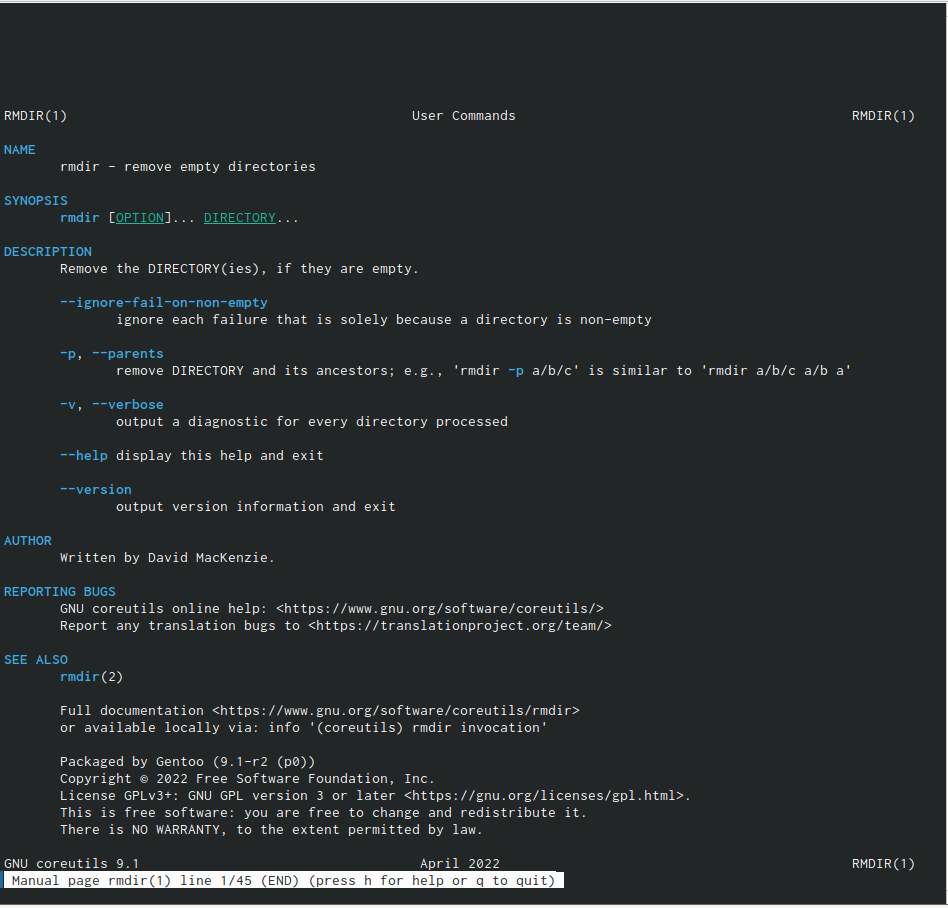 RMDIR(1) User Commands RMDIR(1)
NAME
rmdir - remove empty directories
SYNOPSIS
rmdir [OPTION]... DIRECTORY...
DESCRIPTION
Remove the DIRECTORY(ies), if they are empty.
--ignore-fail-on-non-empty
ignore each failure that is solely because a directory is non-empty
-p, --parents
remove DIRECTORY and its ancestors; e.g., 'rmdir -p a/b/c' is similar to 'rmdir a/b/c a/b a'
-v, --verbose
output a diagnostic for every directory processed
--help display this help and exit
--version
output version information and exit
AUTHOR
Written by David MacKenzie.
REPORTING BUGS
GNU coreutils online help: <https://www.gnu.org/software/coreutils/>
Report any translation bugs to <https://translationproject.org/team/>
SEE ALSO
rmdir(2)
Full documentation <https://www.gnu.org/software/coreutils/rmdir>
or available locally via: info '(coreutils) rmdir invocation'
Packaged by Gentoo (9.1-r2 (p0))
Copyright © 2022 Free Software Foundation, Inc.
License GPLv3+: GNU GPL version 3 or later <https://gnu.org/licenses/gpl.html>.
This is free software: you are free to change and redistribute it.
There is NO WARRANTY, to the extent permitted by law.
GNU coreutils 9.1 April 2022 RMDIR(1)
Manual page rmdir(1) line 1/45 (END) (press h for help or q to quit)